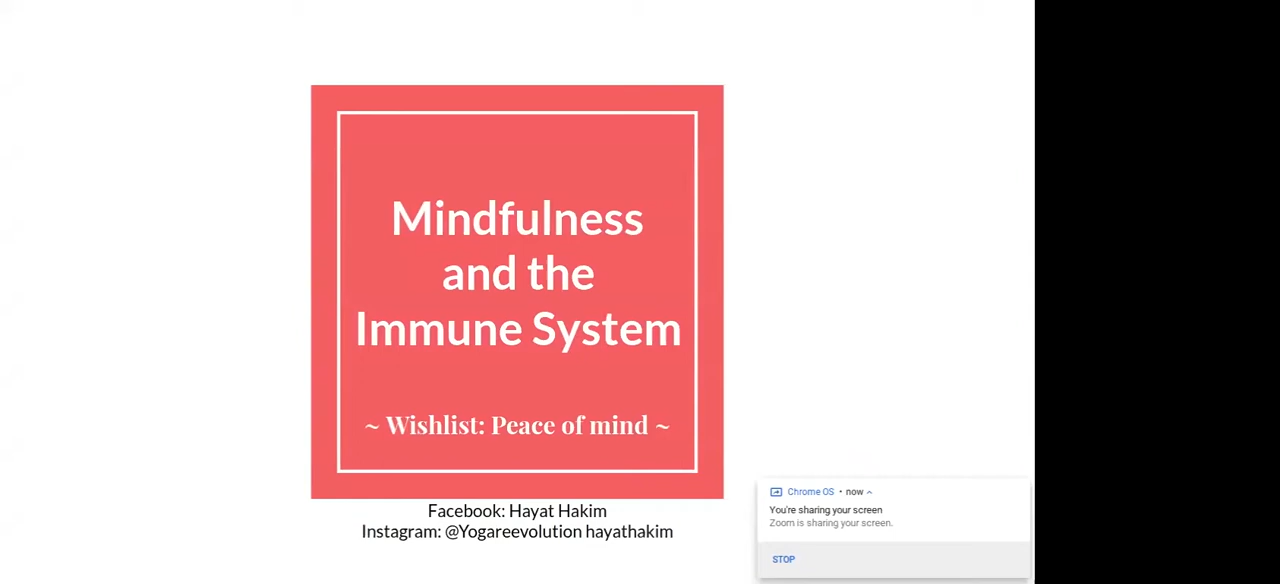 Mindfulness
and the
Immune System
~ Wishlist: Peace of mind ~
Facebook: Hayat Hakim
Instagram: @Yogareevolution hayathakim
Chrome OS • now
You're sharing your screen
Zoom is sharing your screen.
STOP